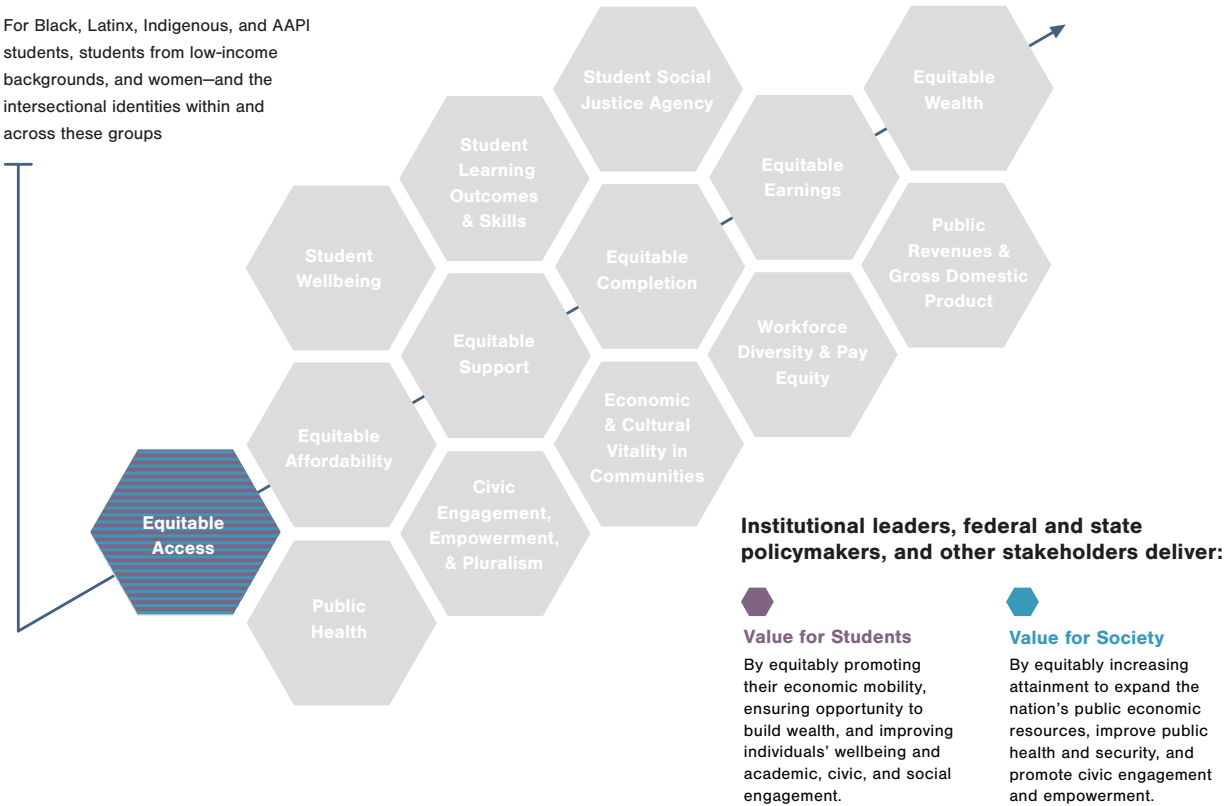 For Black, Latinx, Indigenous, and AAPI
students, students from low-income
backgrounds, and women—and the
intersectional identities within and
across these groups
Student Social
Justice Agency
Equitable
Wealth
Student
Learning
Outcomes
& Skills
Equitable
Earnings
Student
Wellbeing
Equitable
Completion
Public
Revenues &
Gross Domestic
Product
Equitable
Support
Workforce
Diversity & Pay
Equity
Equitable
Affordability
Economic
& Cultural
Vitality in
Communities
Equitable
Access
Civic
Engagement,
Empowerment,
& Pluralism
Public
Health
Institutional leaders, federal and state
policymakers, and other stakeholders deliver:
Value for Students
By equitably promoting
their economic mobility,
ensuring opportunity to
build wealth, and improving
individuals’ wellbeing and
academic, civic, and social
engagement.
Value for Society
By equitably increasing
attainment to expand the
nation’s public economic
resources, improve public
health and security, and
promote civic engagement
and empowerment.